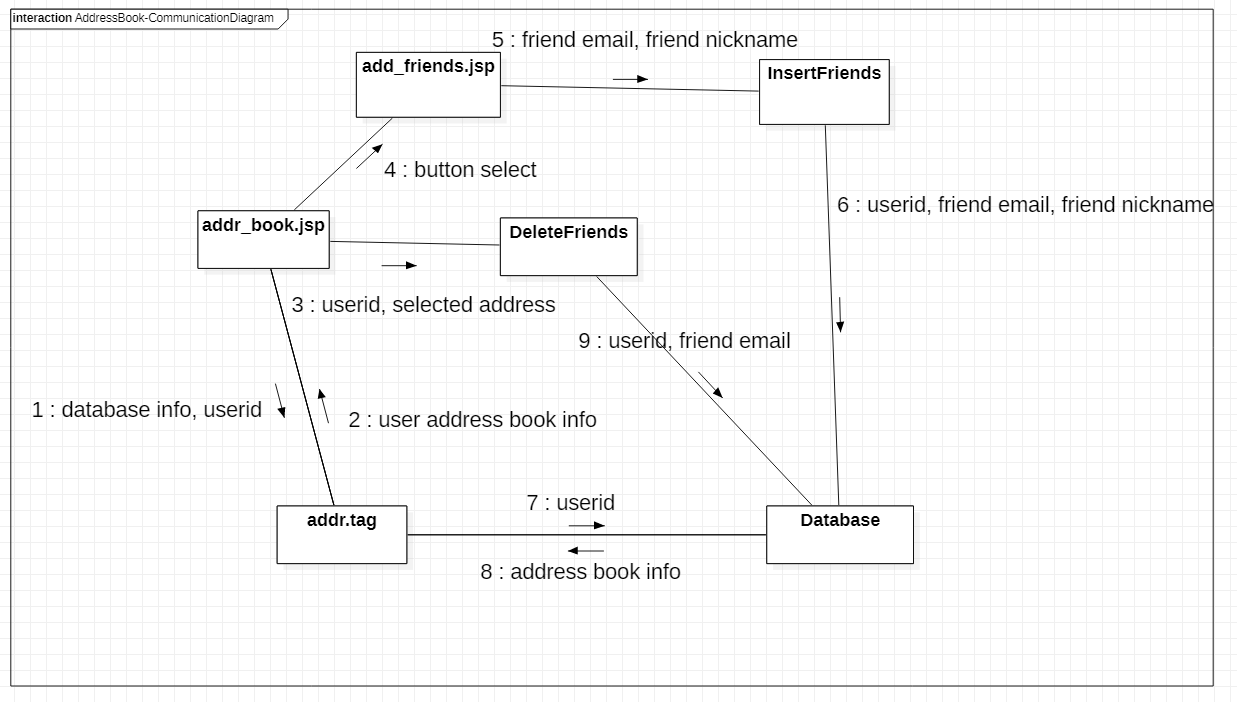 interaction AddressBook-CommunicationDiagram
5 : friend email, friend nickname
add_friends.jsp
InsertFriends
4 : button select
6 : userid, friend email, friend nickname
addr_book.jsp
DeleteFriends
3 : userid, selected address
9 : userid, friend email
1 : database info, userid
2 : user address book info
7 : userid
addr.tag
Database
8 : address book info